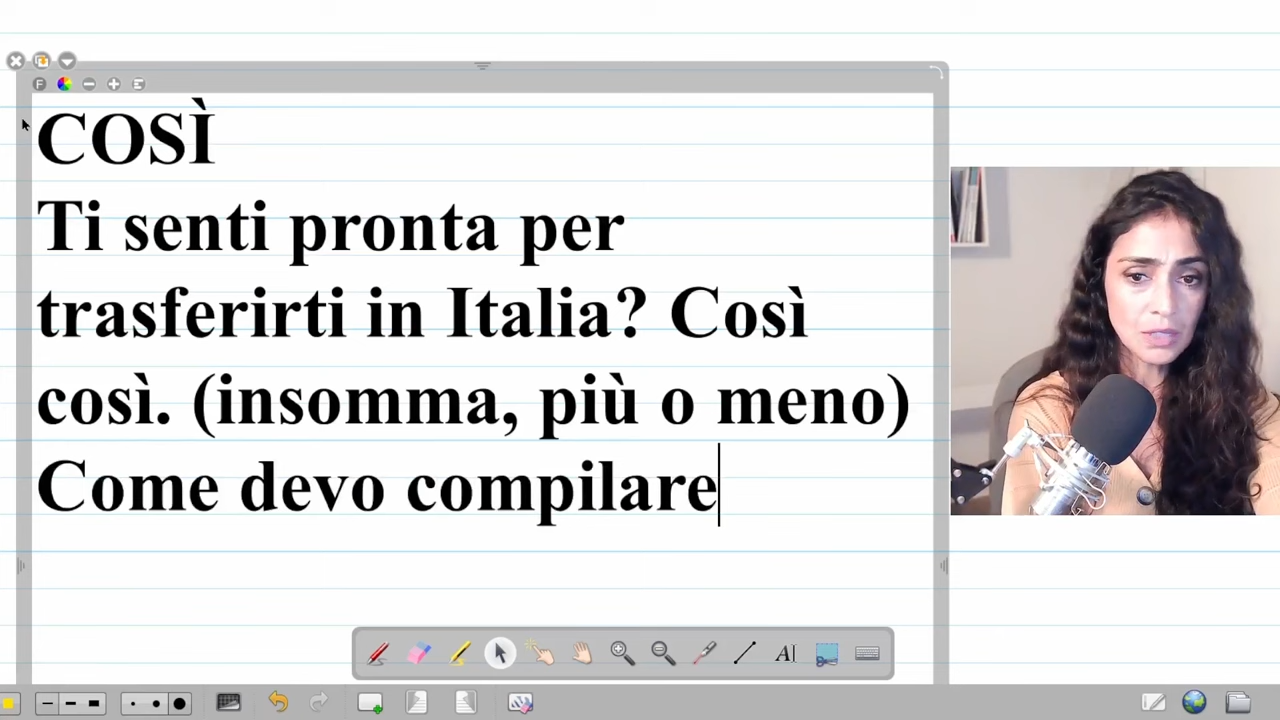 COSÌ
Ti senti pronta per
trasferirti in Italia? Così
così. (insomma, più o meno)
Come devo compilare